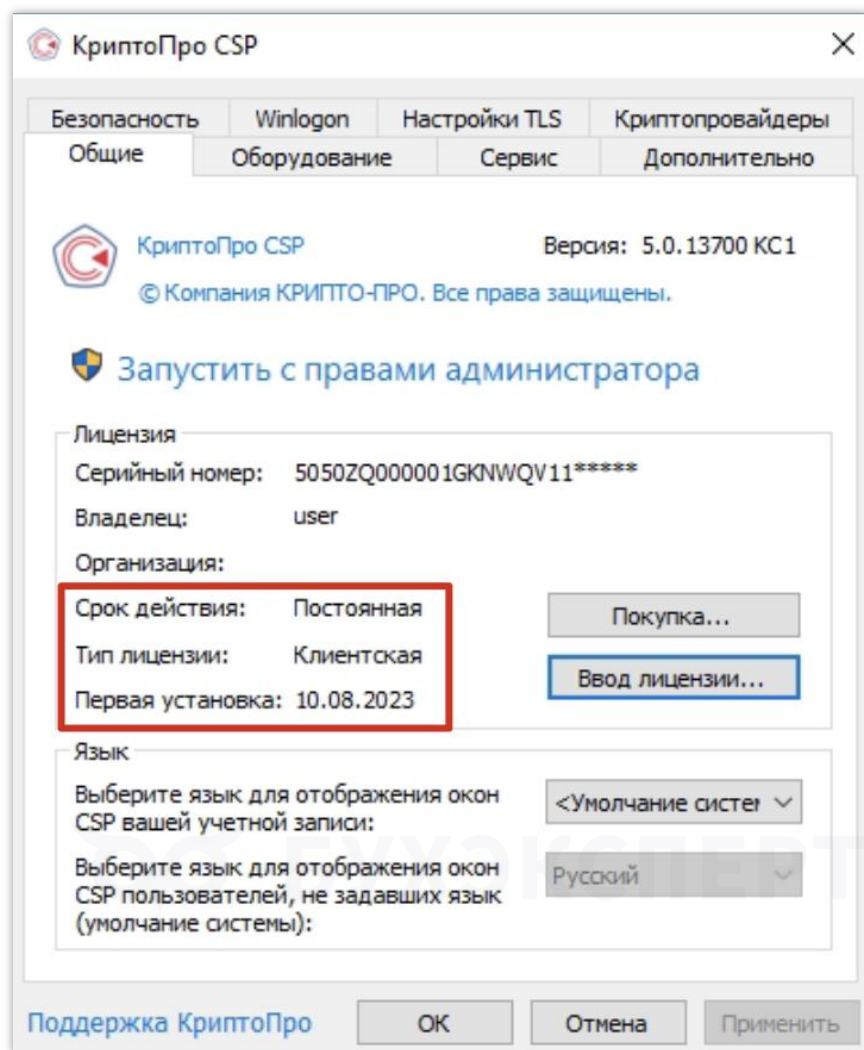 КриптоПро CSP
Безопасность Winlogon Настройки TLS Криптопровайдеры
Общие Оборудование Сервис Дополнительно
КриптоПро CSP Версия: 5.0.13700 КС1
© Компания КРИПТО-ПРО. Все права защищены.
Запустить с правами администратора
Лицензия
Серийный номер: 5050ZQ000001GKNWQV11*****
Владелец: user
Организация:
Срок действия: Постоянная
Покупка...
Тип лицензии: Клиентская
Ввод лицензии...
Первая установка: 10.08.2023
Язык
Выберите язык для отображения окон
CSP вашей учетной записи:
<Умолчание систем
Выберите язык для отображения окон
CSP пользователей, не задавших язык
(умолчание системы):
Русский
БУХЭКСПЕРТ
Поддержка КриптоПро ОК Отмена Применить